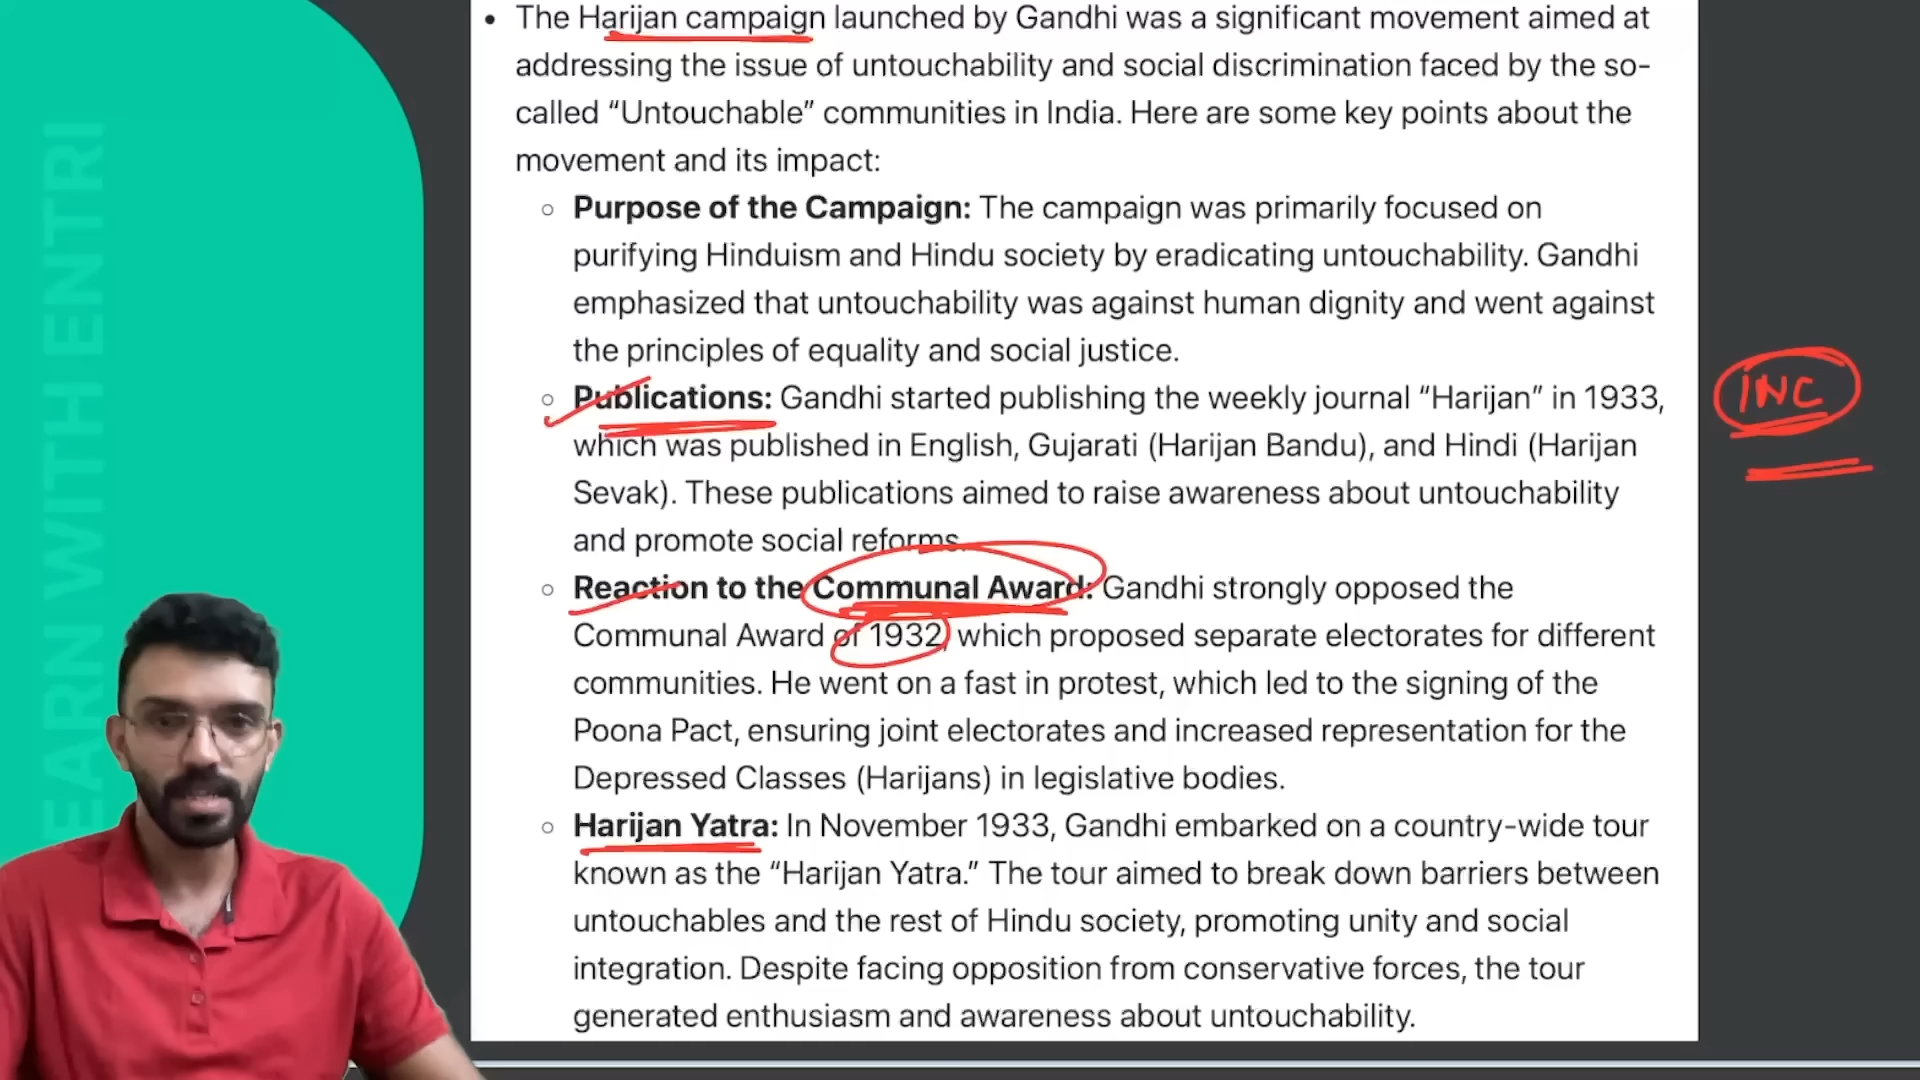 The Harijan campaign launched by Gandhi was a significant movement aimed at
addressing the issue of untouchability and social discrimination faced by the so-
called “Untouchable” communities in India. Here are some key points about the
movement and its impact:
Purpose of the Campaign: The campaign was primarily focused on
purifying Hinduism and Hindu society by eradicating untouchability. Gandhi
emphasized that untouchability was against human dignity and went against
the principles of equality and social justice.
Publications: Gandhi started publishing the weekly journal “Harijan” in 1933,
which was published in English, Gujarati (Harijan Bandu), and Hindi (Harijan
Sevak). These publications aimed to raise awareness about untouchability
and promote social reforms.
Reaction to the Communal Award: Gandhi strongly opposed the
Communal Award of 1932, which proposed separate electorates for different
communities. He went on a fast in protest, which led to the signing of the
Poona Pact, ensuring joint electorates and increased representation for the
Depressed Classes (Harijans) in legislative bodies.
Harijan Yatra: In November 1933, Gandhi embarked on a country-wide tour
known as the “Harijan Yatra.” The tour aimed to break down barriers between
untouchables and the rest of Hindu society, promoting unity and social
integration. Despite facing opposition from conservative forces, the tour
generated enthusiasm and awareness about untouchability.
INC
EARN WITH ENTRI